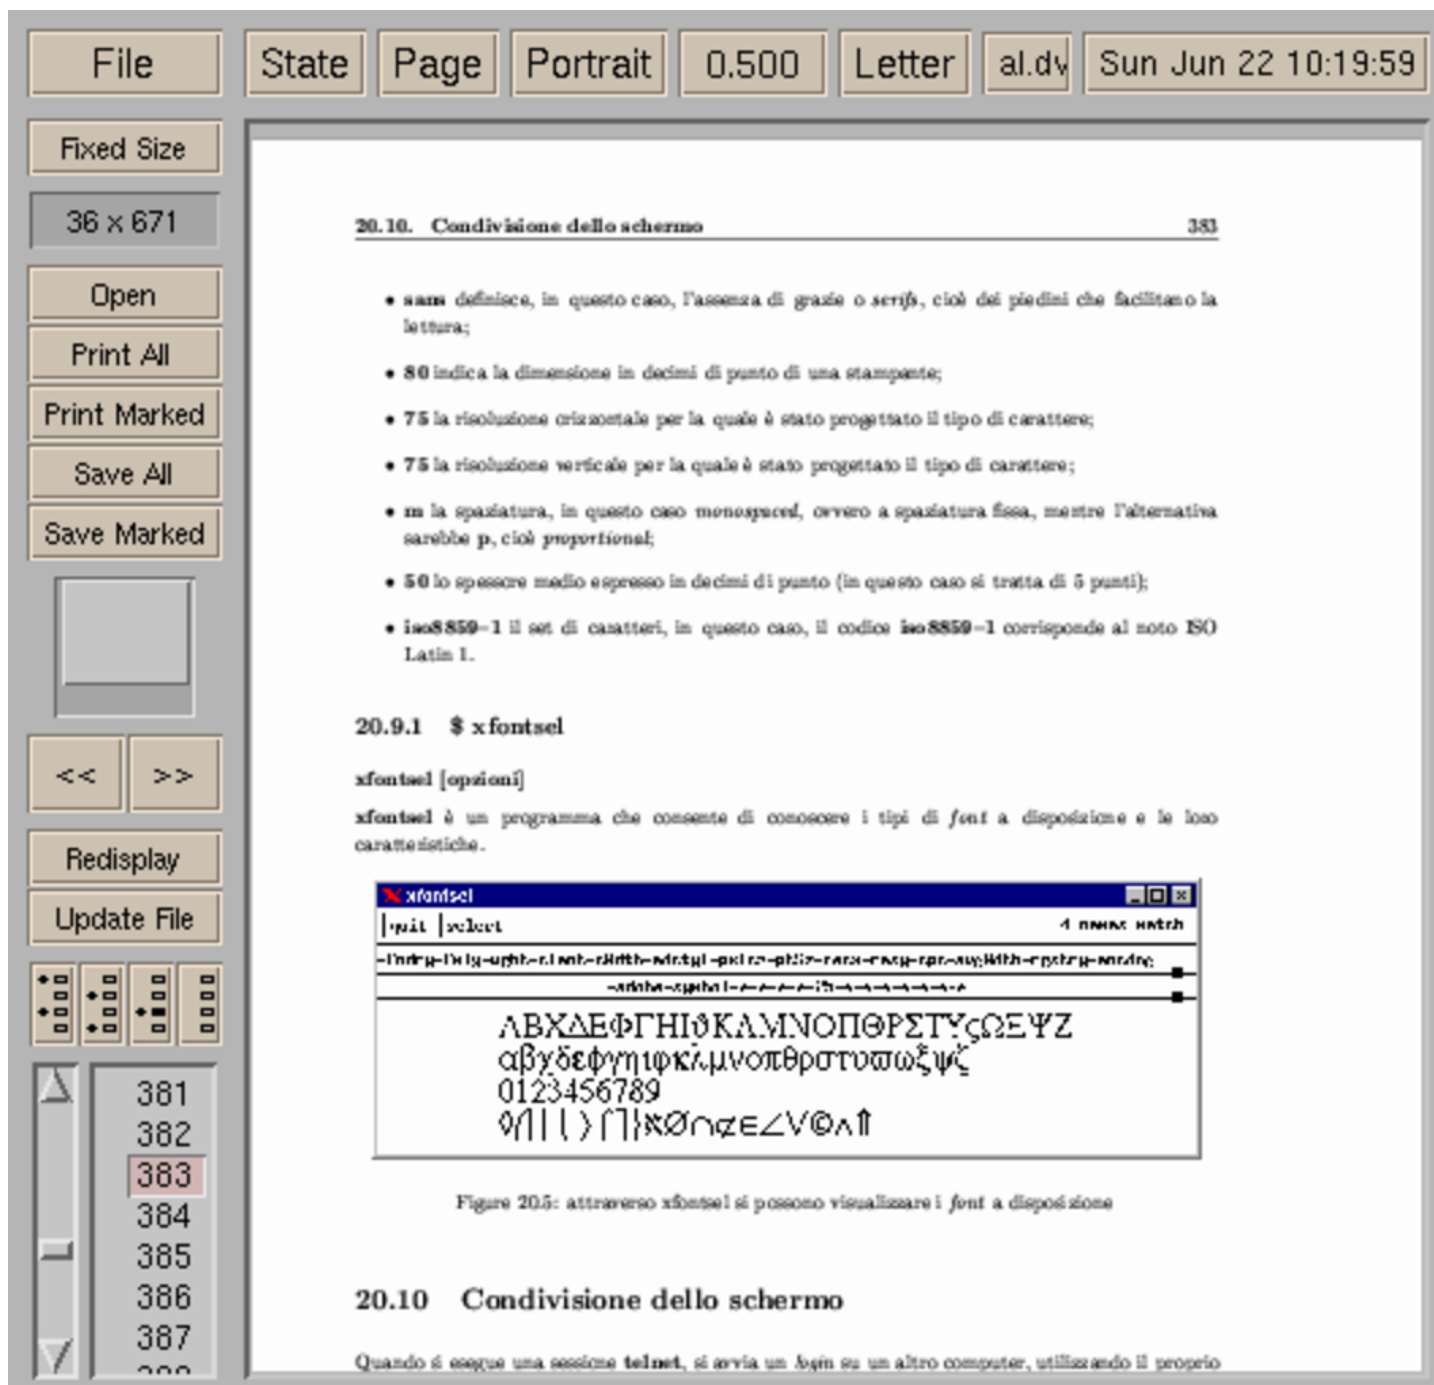 File State Page Portrait 0.500 Letter al.dv Sun Jun 22 10:19:59
Fixed Size
36 x 671
Open
Print All
Print Marked
Save All
Save Marked
<< >>
Redisplay
Update File
381
382
383
384
385
386
387
20.10. Condivisione dello schermo 383
• sans definisce, in questo caso, l'assenza di grazie o serifs, cioè dei piedini che facilitano la
lettura;
• 80 indica la dimensione in decimi di punto di una stampante;
• 75 la risoluzione orizzontale per la quale è stato progettato il tipo di carattere;
• 75 la risoluzione verticale per la quale è stato progettato il tipo di carattere;
• m la spaziatura, in questo caso monospaced, ovvero a spaziatura fissa, mentre l'alternativa
sarebbe p, cioè proportional;
• 50 lo spessore medio espresso in decimi di punto (in questo caso si tratta di 5 punti);
• iso8859-1 il set di caratteri, in questo caso, il codice iso8859-1 corrisponde al noto ISO
Latin 1.
20.9.1 $ xfontsel
xfontsel [opzioni]
xfontsel è un programma che consente di conoscere i tipi di font a disposizione e le loro
caratteristiche.
xfontsel
quit select 4 names match
ΑΒΧΔΕΦΓΗΙϑΚΛΜΝΟΠΘΡΣΤΥςΩΞΨΖ
αβχδεφγηιφκλμνοπθρστυϖωξψζ
0123456789
Figure 20.5: attraverso xfontsel si possono visualizzare i font a disposizione
20.10 Condivisione dello schermo
Quando si esegue una sessione telnet, si avvia un login su un altro computer, utilizzando il proprio